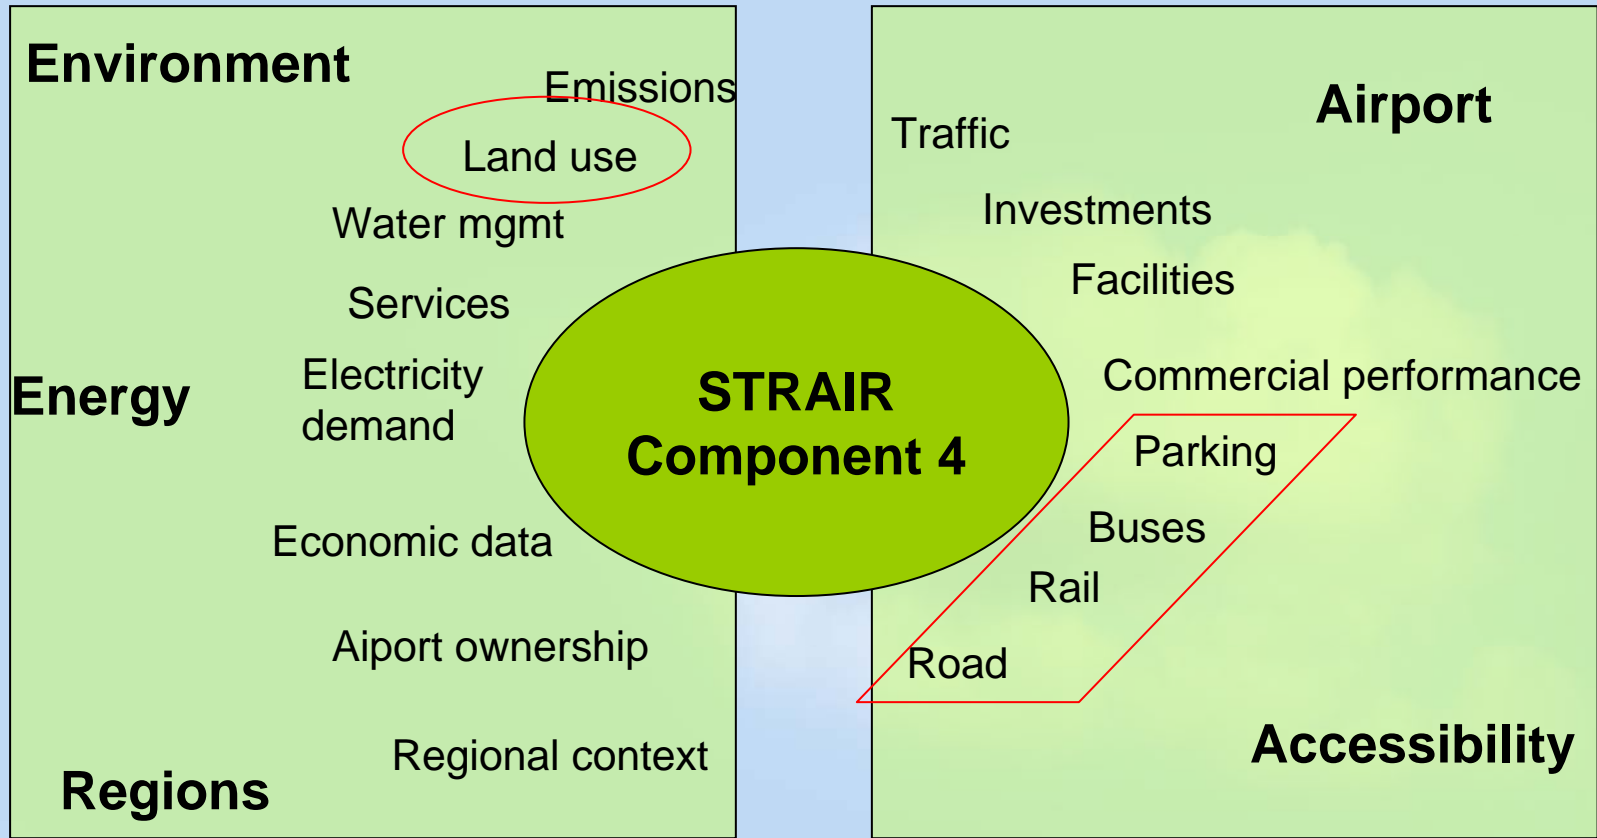 Environment
Emissions
Land use
Water mgmt
Services
Energy
Electricity
demand
Economic data
Aiport ownership
Regional context
Regions
STRAIR
Component 4
Airport
Traffic
Investments
Facilities
Commercial performance
Parking
Buses
Rail
Road
Accessibility